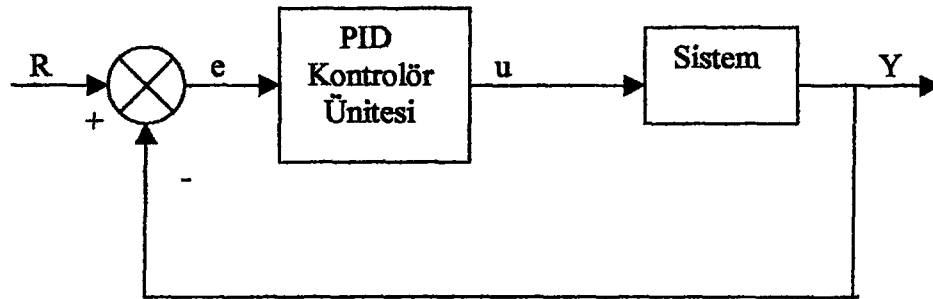 R
+
-
e
PID
Kontrolör
Ünitesi
u
Sistem
Y